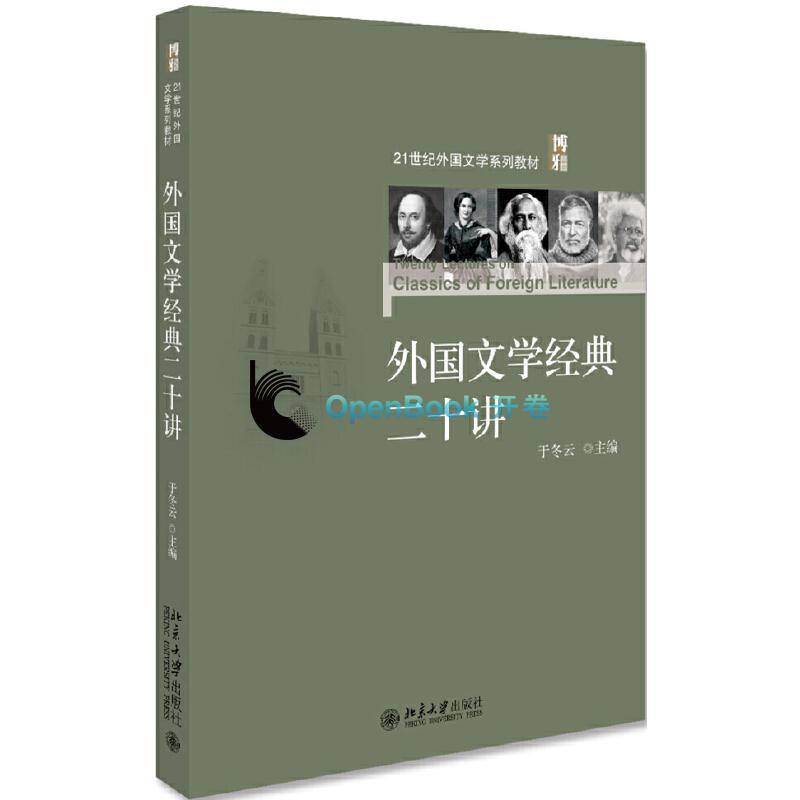 博雅
21世纪外国
文学系列教材
外国文学经典二十讲
于冬云 ◎ 主编
北京大学出版社
PEKING UNIVERSITY PRESS
21世纪外国文学系列教材
博雅
Twenty Lectures on
Classics of Foreign Literature
外国文学经典
二十讲
OpenBook 开卷
于冬云 ◎ 主编
北京大学出版社
PEKING UNIVERSITY PRESS